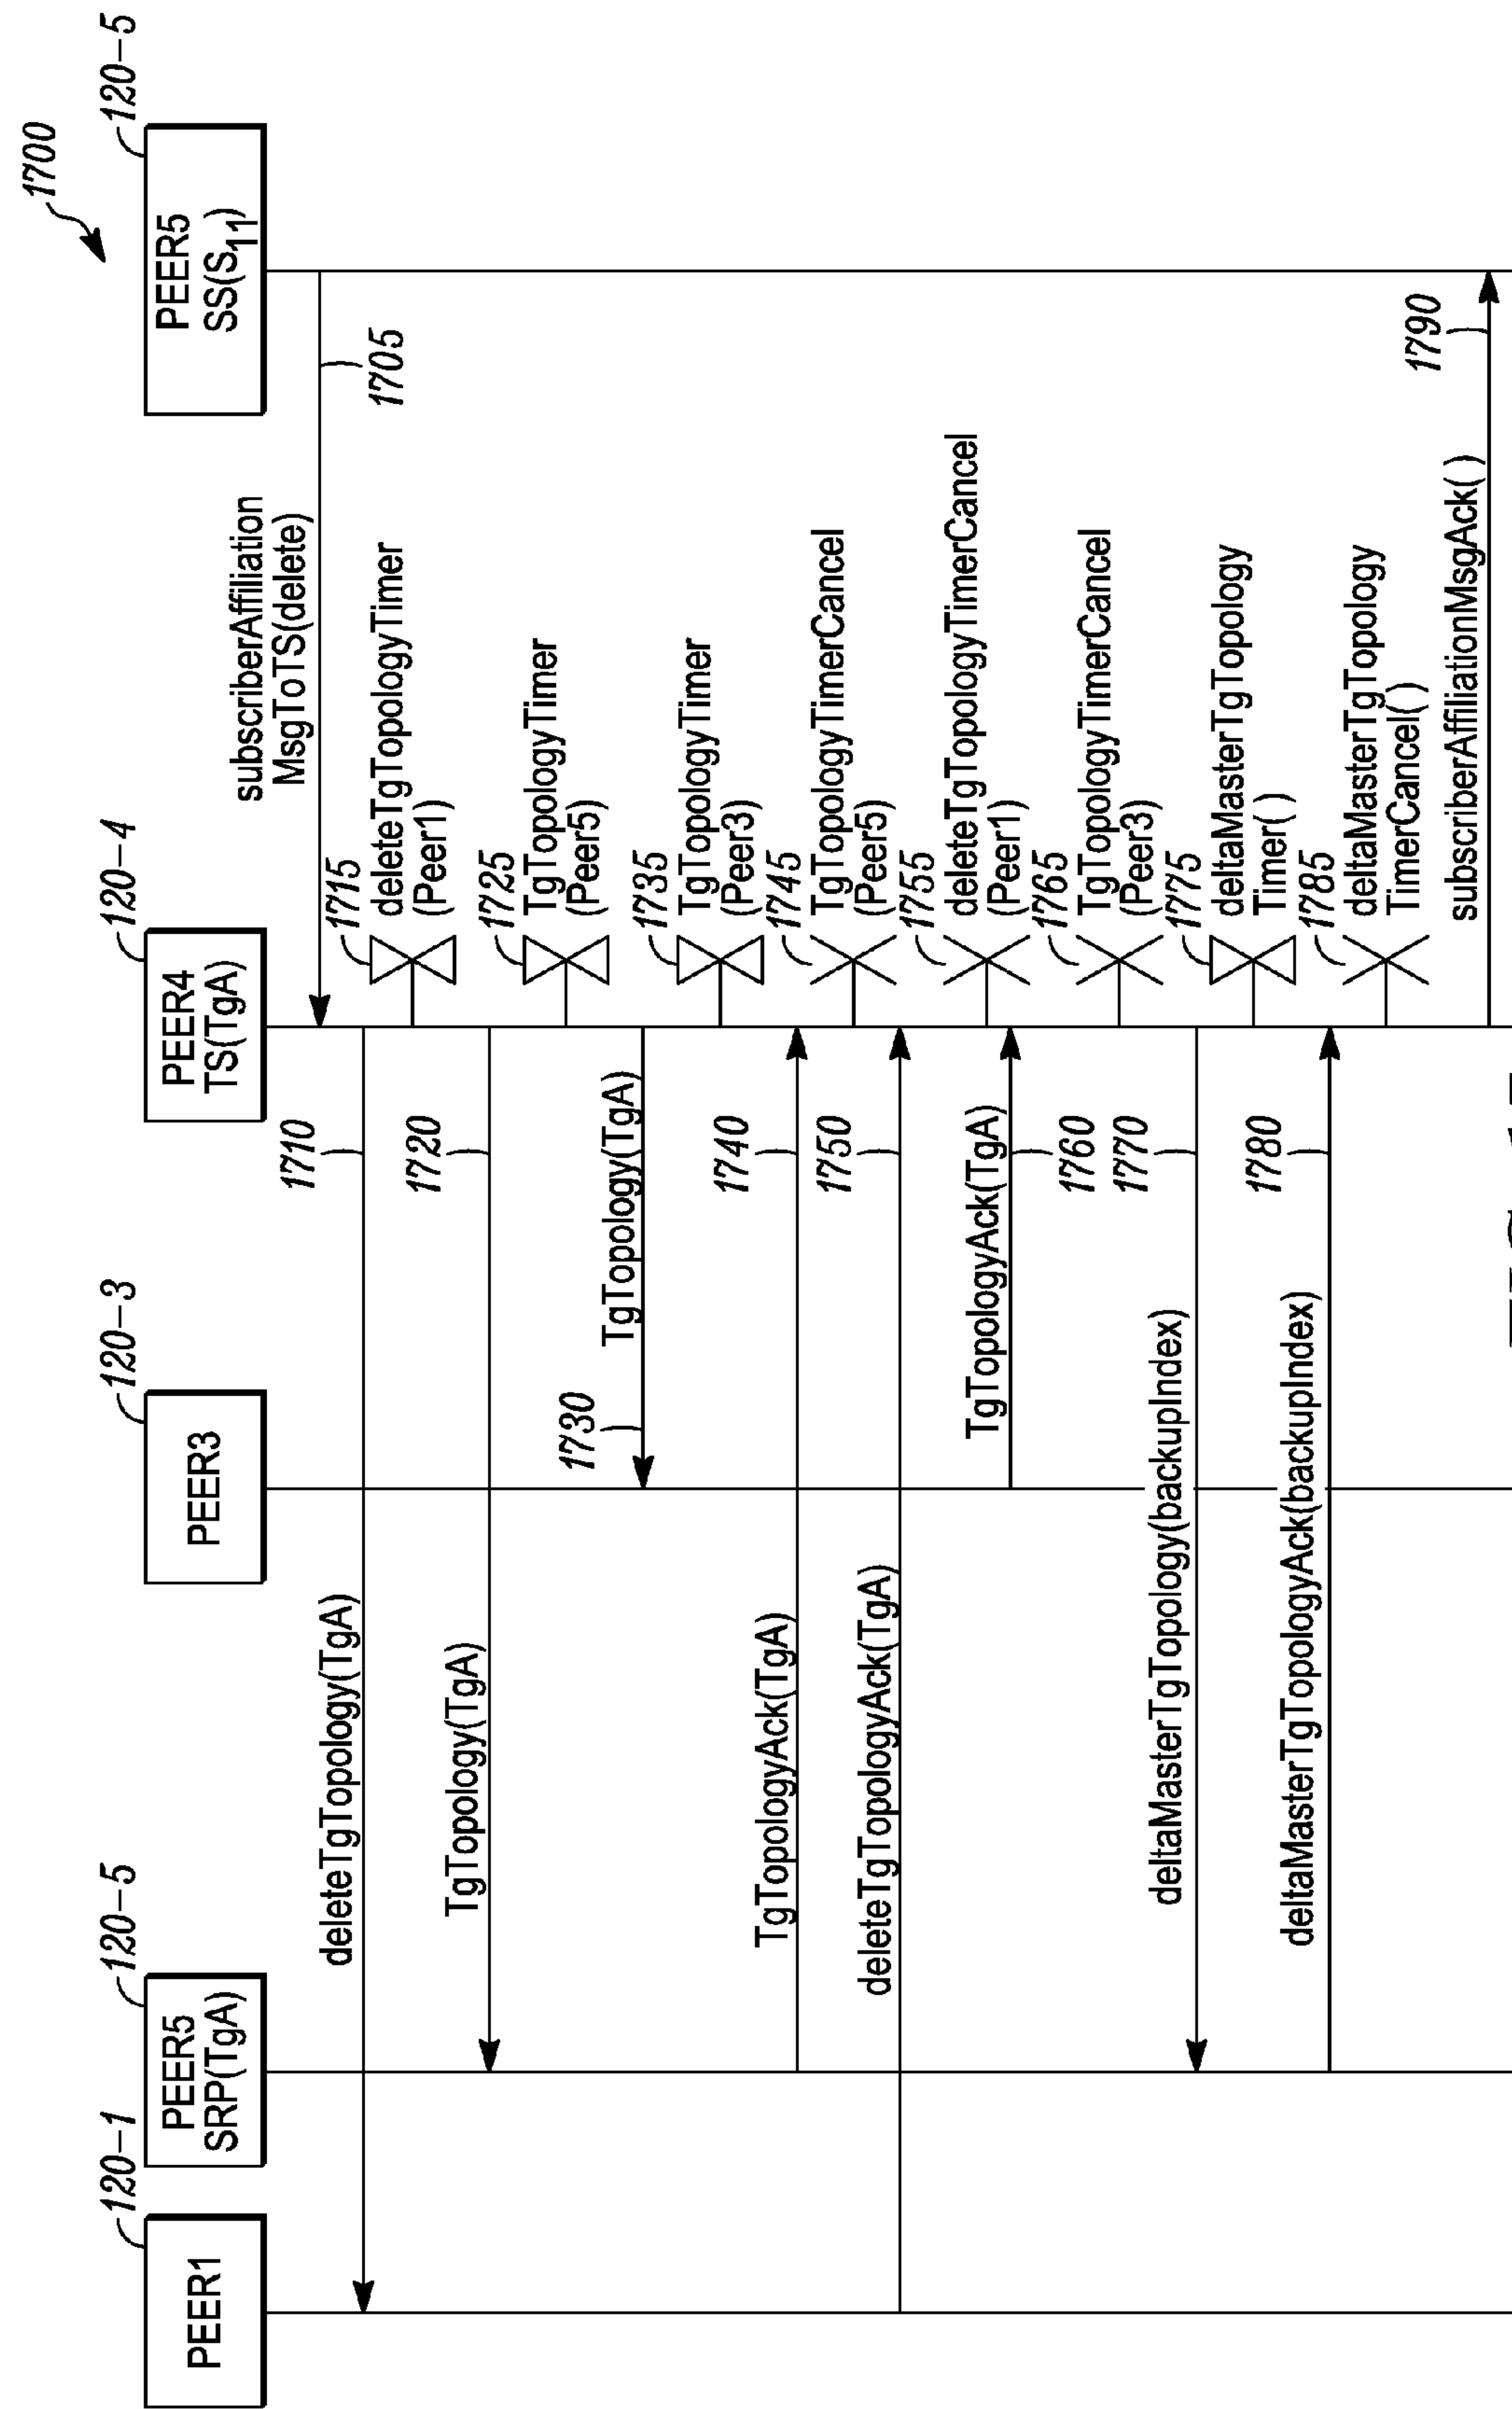 1700
120-1
PEER1
120-5
PEER5
SRP(TgA)
120-3
PEER3
120-4
PEER4
TS(TgA)
120-5
PEER5
SS(S11)
subscriberAffiliation
MsgToTS(delete)
1705
deleteTgTopology(TgA)
1710
1715
deleteTgTopologyTimer
(Peer1)
TgTopology(TgA)
1720
1725
TgTopologyTimer
(Peer5)
1730
TgTopology(TgA)
1735
TgTopologyTimer
(Peer3)
TgTopologyAck(TgA)
1740
1745
TgTopologyTimerCancel
(Peer5)
deleteTgTopologyAck(TgA)
1750
1755
deleteTgTopologyTimerCancel
(Peer1)
TgTopologyAck(TgA)
1760
1765
TgTopologyTimerCancel
(Peer3)
deltaMasterTgTopology(backupIndex)
1770
1775
deltaMasterTgTopology
Timer( )
deltaMasterTgTopologyAck(backupIndex)
1780
1785
deltaMasterTgTopology
TimerCancel( )
subscriberAffiliationMsgAck( )
1790